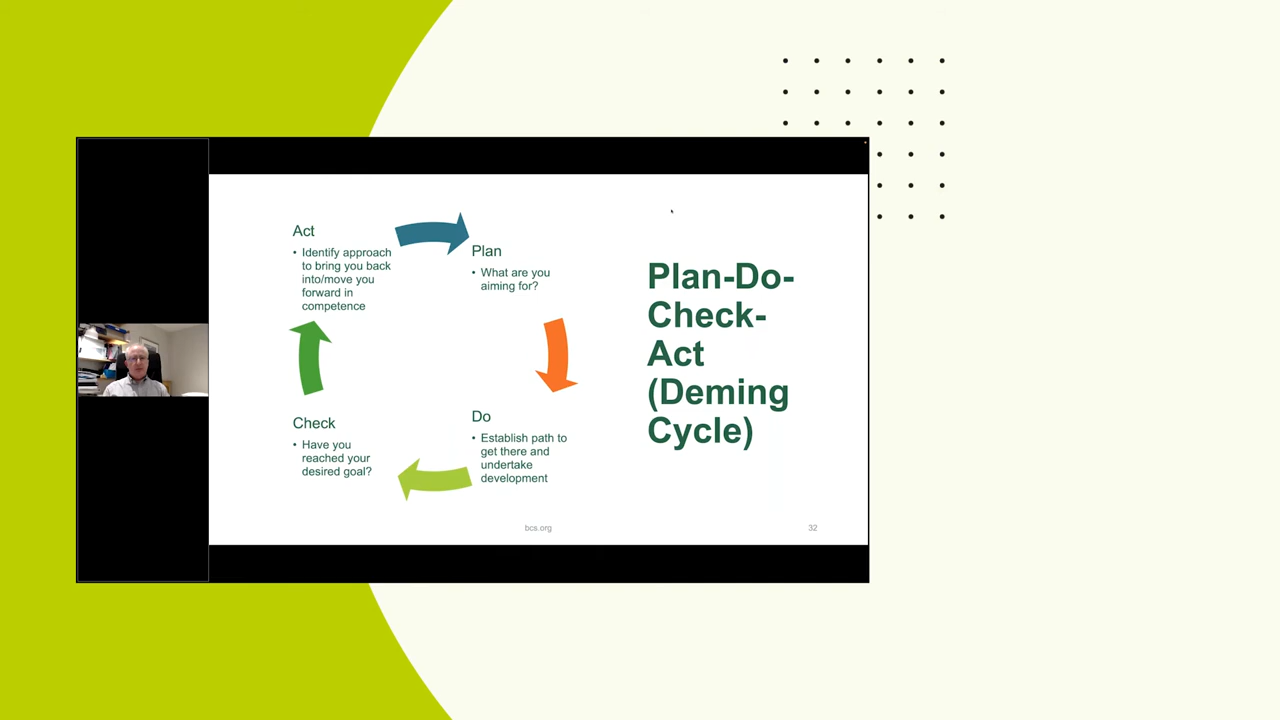 Act
• Identify approach
to bring you back
into/move you
forward in
competence
Plan
• What are you
aiming for?
Do
• Establish path to
get there and
undertake
development
Check
• Have you
reached your
desired goal?
Plan-Do-
Check-
Act
(Deming
Cycle)
bcs.org
32